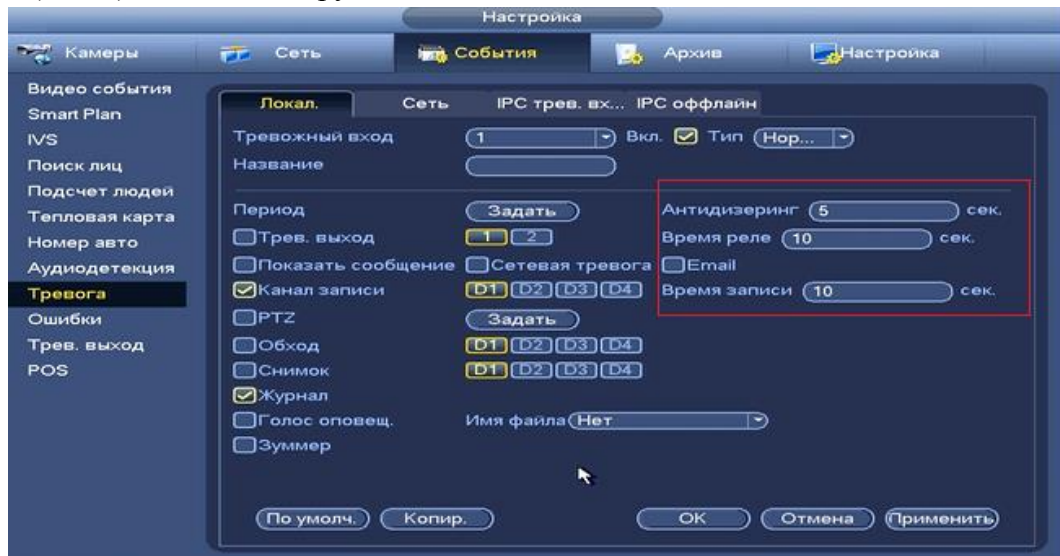 Настройка
Камеры Сеть События Архив Настройка
Видео события
Smart Plan
IVS
Поиск лиц
Подсчет людей
Тепловая карта
Номер авто
Аудиодетекция
Тревога
Ошибки
Трев. выход
POS
Локал. Сеть IPC трев. вх... IPC оффлайн
Тревожный вход 1 Вкл. Тип Нор...
Название
Период Задать Антидизеринг 5 сек.
Трев. выход 1 2 Время реле 10 сек.
Показать сообщение Сетевая тревога Email
Канал записи D1 D2 D3 D4 Время записи 10 сек.
PTZ Задать
Обход D1 D2 D3 D4
Снимок D1 D2 D3 D4
Журнал
Голос оповещ. Имя файла Нет
Зуммер
По умолч. Копир. ОК Отмена Применить